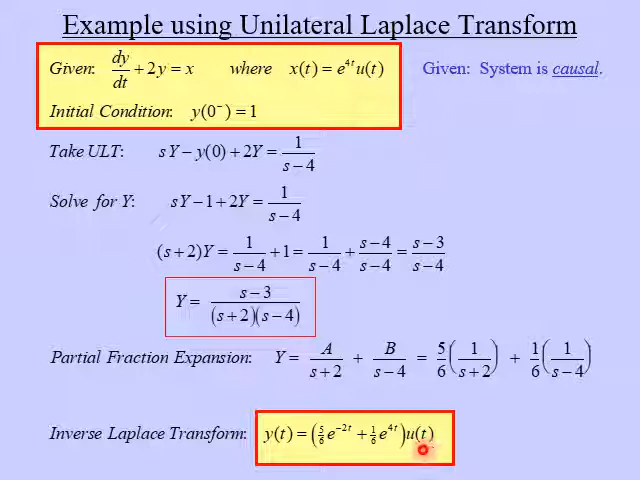 Example using Unilateral Laplace Transform
Given: dy/dt + 2y = x where x(t) = e^{4t}u(t)
Given: System is causal.
Initial Condition: y(0⁻) = 1
Take ULT: sY − y(0) + 2Y = 1/(s − 4)
Solve for Y: sY − 1 + 2Y = 1/(s − 4)
(s + 2)Y = 1/(s − 4) + 1 = 1/(s − 4) + (s − 4)/(s − 4) = (s − 3)/(s − 4)
Y = (s − 3)/((s + 2)(s − 4))
Partial Fraction Expansion: Y = A/(s + 2) + B/(s − 4) = 5/6 (1/(s + 2)) + 1/6 (1/(s − 4))
Inverse Laplace Transform: y(t) = (5/6 e^{−2t} + 1/6 e^{4t})u(t)